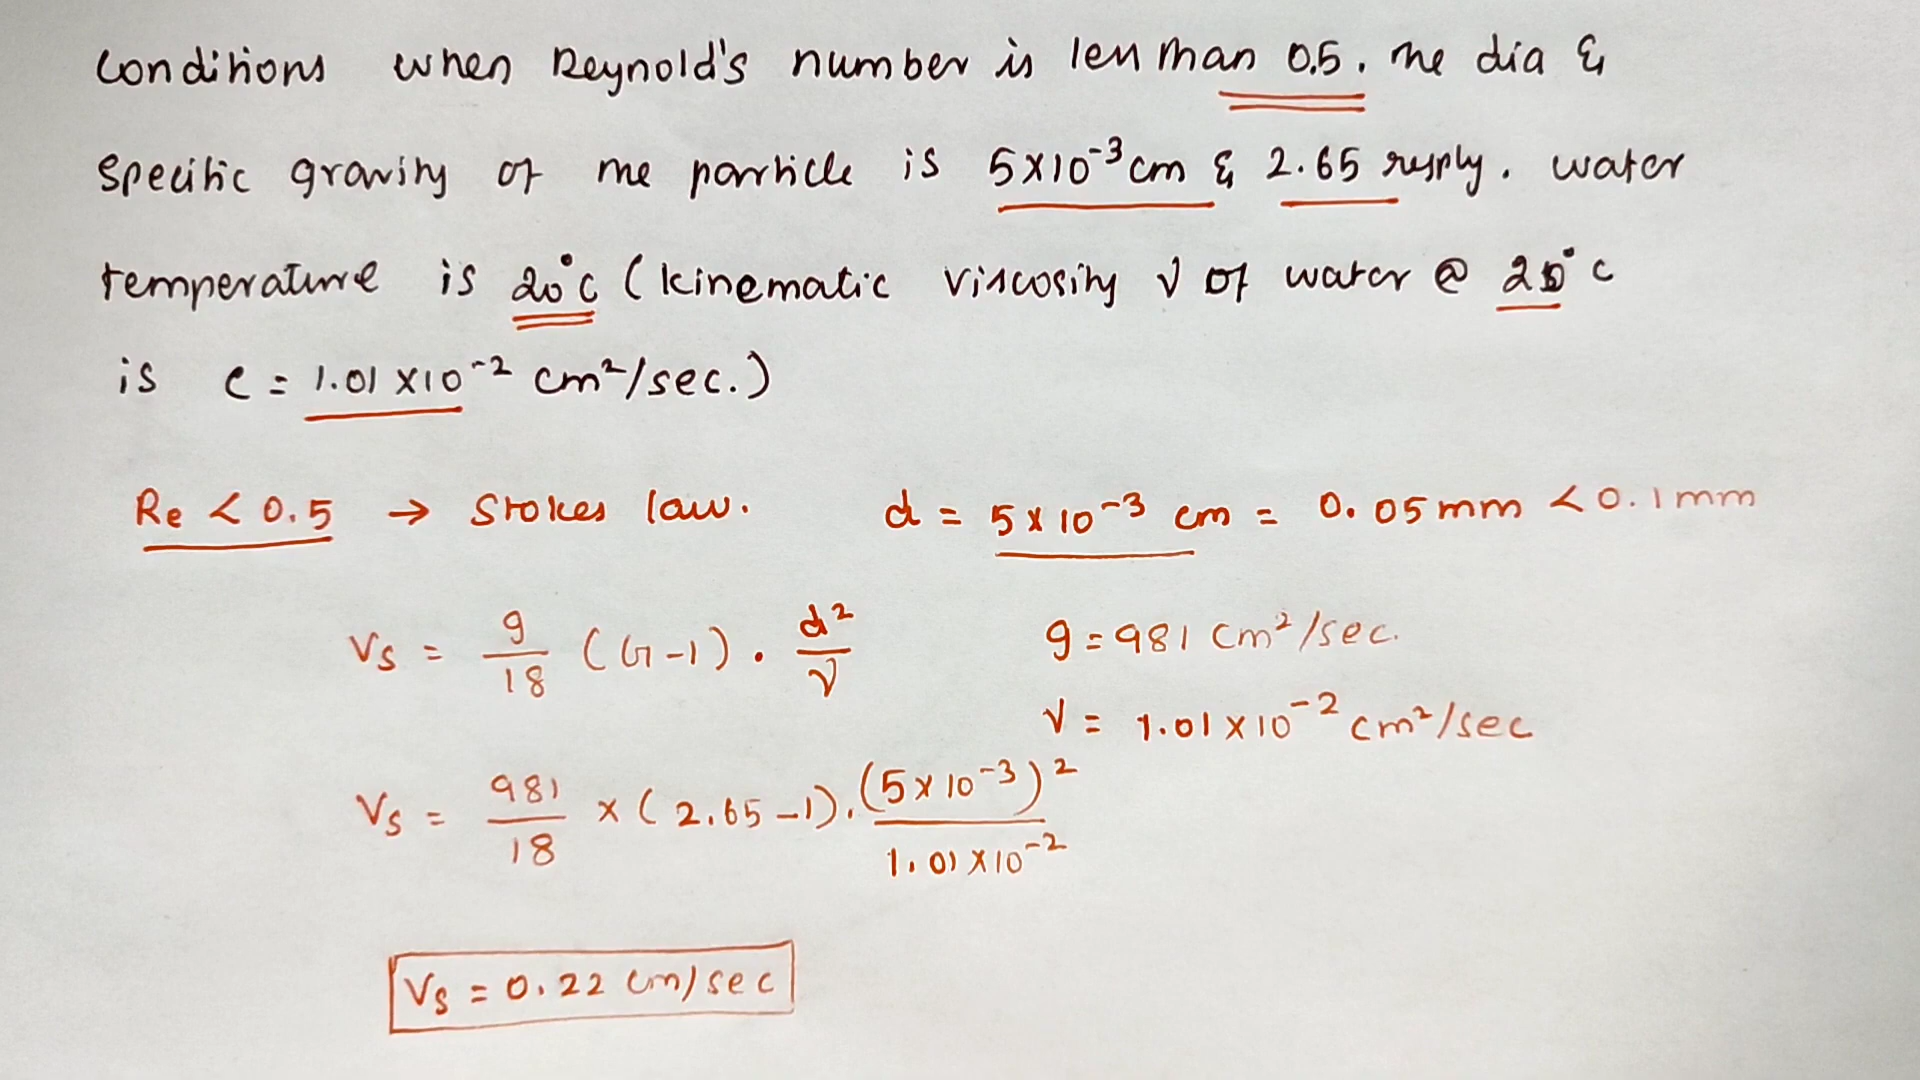 Conditions when Reynold's number is less than 0.5. The dia &
Specific gravity of the particle is 5×10⁻³ cm & 2.65 resply. water
temperature is 20°C (kinematic viscosity ν of water @ 20°C
is c = 1.01 ×10⁻² cm²/sec.)
Re < 0.5 → Stokes law. d = 5×10⁻³ cm = 0.05 mm < 0.1 mm
Vs = g/18 (G-1) . d²/ν g = 981 cm²/sec.
ν = 1.01 × 10⁻² cm²/sec
Vs = 981/18 × (2.65 - 1) . (5×10⁻³)²/1.01×10⁻²
Vs = 0.22 cm/sec